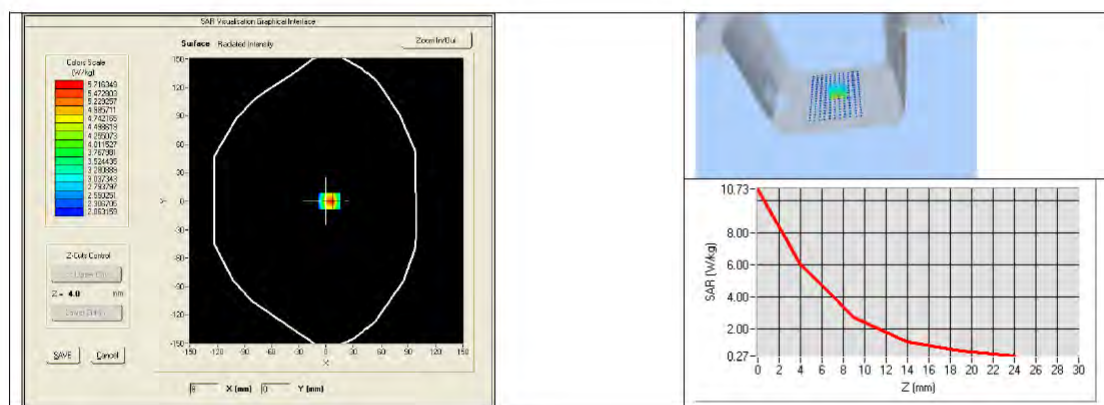 SAR Visualisation Graphical Interface
Surface Radiated Intensity
Zoom In/Out
Colors Scale
(W/kg)
5.716349
5.472803
5.229257
4.985711
4.742165
4.498619
4.255073
4.011527
3.767981
3.524435
3.280889
3.037343
2.793797
2.550251
2.306705
2.063159
Z-Cuts Control
Z = 4.0 mm
SAVE
Cancel
150
120
90
60
30
0
-30
-60
-90
-120
-150
Y
-150 -120 -90 -60 -30 0 30 60 90 120 150
X
X (mm) 0 Y (mm)
10.73
8.00
6.00
4.00
2.00
0.27
SAR (W/kg)
0 2 4 6 8 10 12 14 16 18 20 22 24 26 28 30
Z (mm)